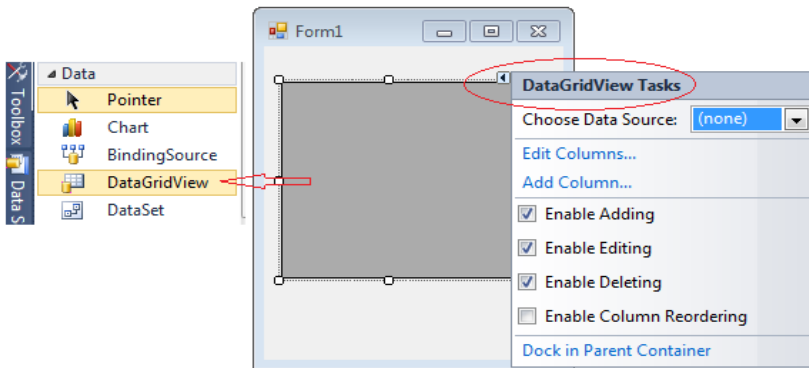 Form1
Toolbox
Data S
Data
Pointer
Chart
BindingSource
DataGridView
DataSet
DataGridView Tasks
Choose Data Source: (none)
Edit Columns...
Add Column...
Enable Adding
Enable Editing
Enable Deleting
Enable Column Reordering
Dock in Parent Container